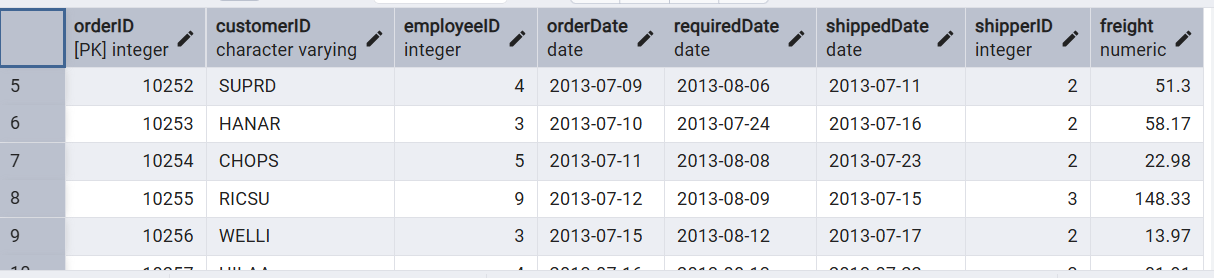 orderID customerID employeeID orderDate requiredDate shippedDate shipperID freight
[PK] integer character varying integer date date date integer numeric
5 10252 SUPRD 4 2013-07-09 2013-08-06 2013-07-11 2 51.3
6 10253 HANAR 3 2013-07-10 2013-07-24 2013-07-16 2 58.17
7 10254 CHOPS 5 2013-07-11 2013-08-08 2013-07-23 2 22.98
8 10255 RICSU 9 2013-07-12 2013-08-09 2013-07-15 3 148.33
9 10256 WELLI 3 2013-07-15 2013-08-12 2013-07-17 2 13.97